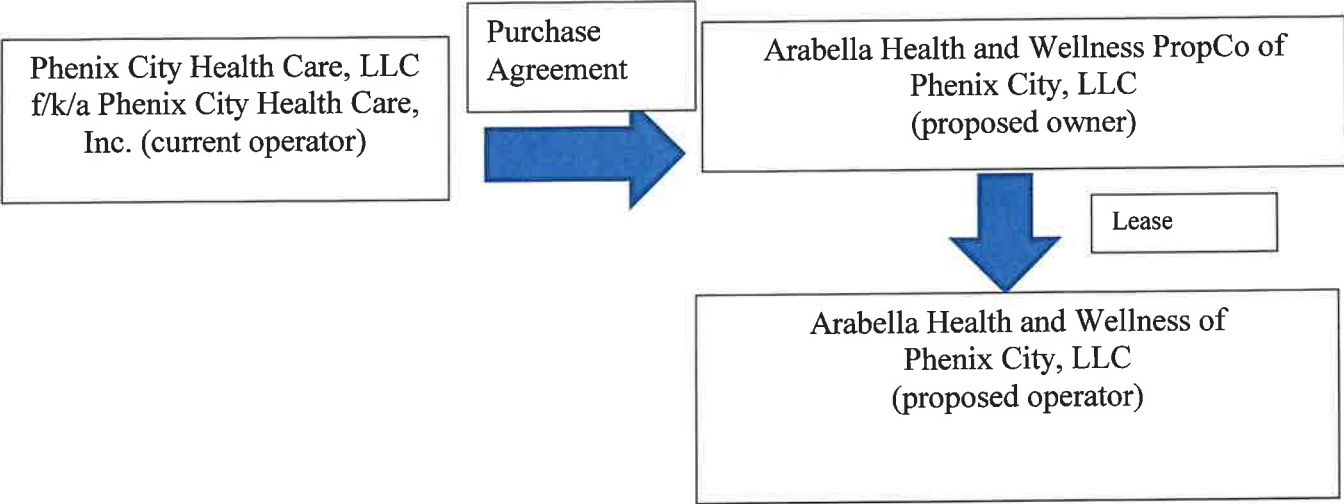 Phenix City Health Care, LLC
f/k/a Phenix City Health Care,
Inc. (current operator)
Purchase
Agreement
Arabella Health and Wellness PropCo of
Phenix City, LLC
(proposed owner)
Lease
Arabella Health and Wellness of
Phenix City, LLC
(proposed operator)